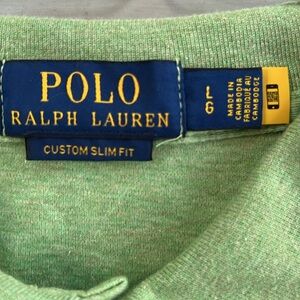 POLO
RALPH LAUREN
CUSTOM SLIM FIT
L
G
MADE IN
CAMBODIA
FABRIQUÉ AU
CAMBODGE